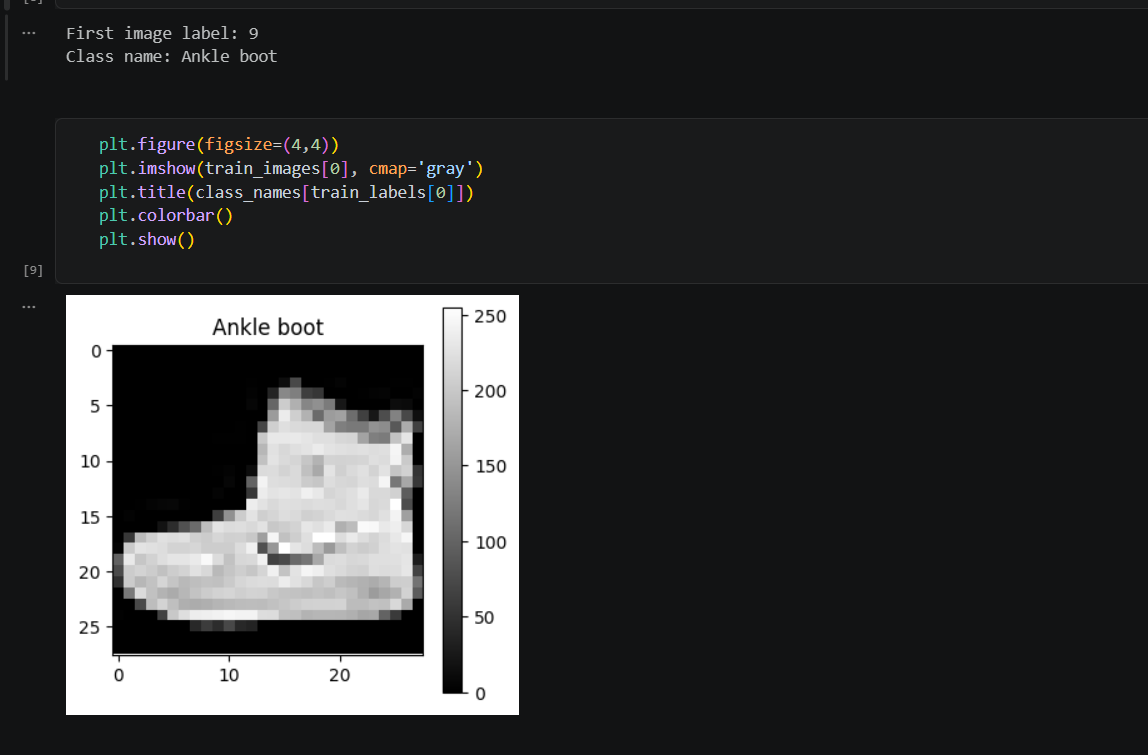 First image label: 9
Class name: Ankle boot
plt.figure(figsize=(4,4))
plt.imshow(train_images[0], cmap='gray')
plt.title(class_names[train_labels[0]])
plt.colorbar()
plt.show()
[9]
Ankle boot
0
5
10
15
20
25
0 10 20
250
200
150
100
50
0